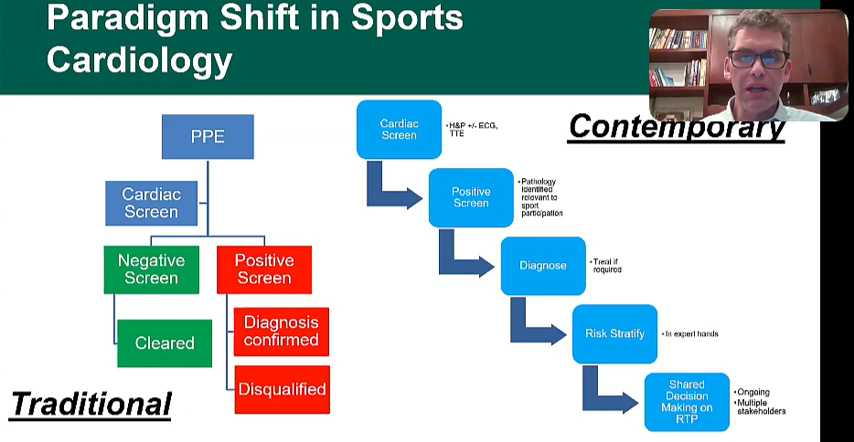 Paradigm Shift in Sports
Cardiology
PPE
Cardiac
Screen
Negative
Screen
Positive
Screen
Cleared
Diagnosis
confirmed
Disqualified
Traditional
Contemporary
Cardiac
Screen
•H&P +/- ECG,
TTE
Positive
Screen
•Pathology
identified
relevant to
sport
participation
Diagnose
•Treat if
required
Risk Stratify
•In expert hands
Shared
Decision
Making on
RTP
•Ongoing
•Multiple
stakeholders